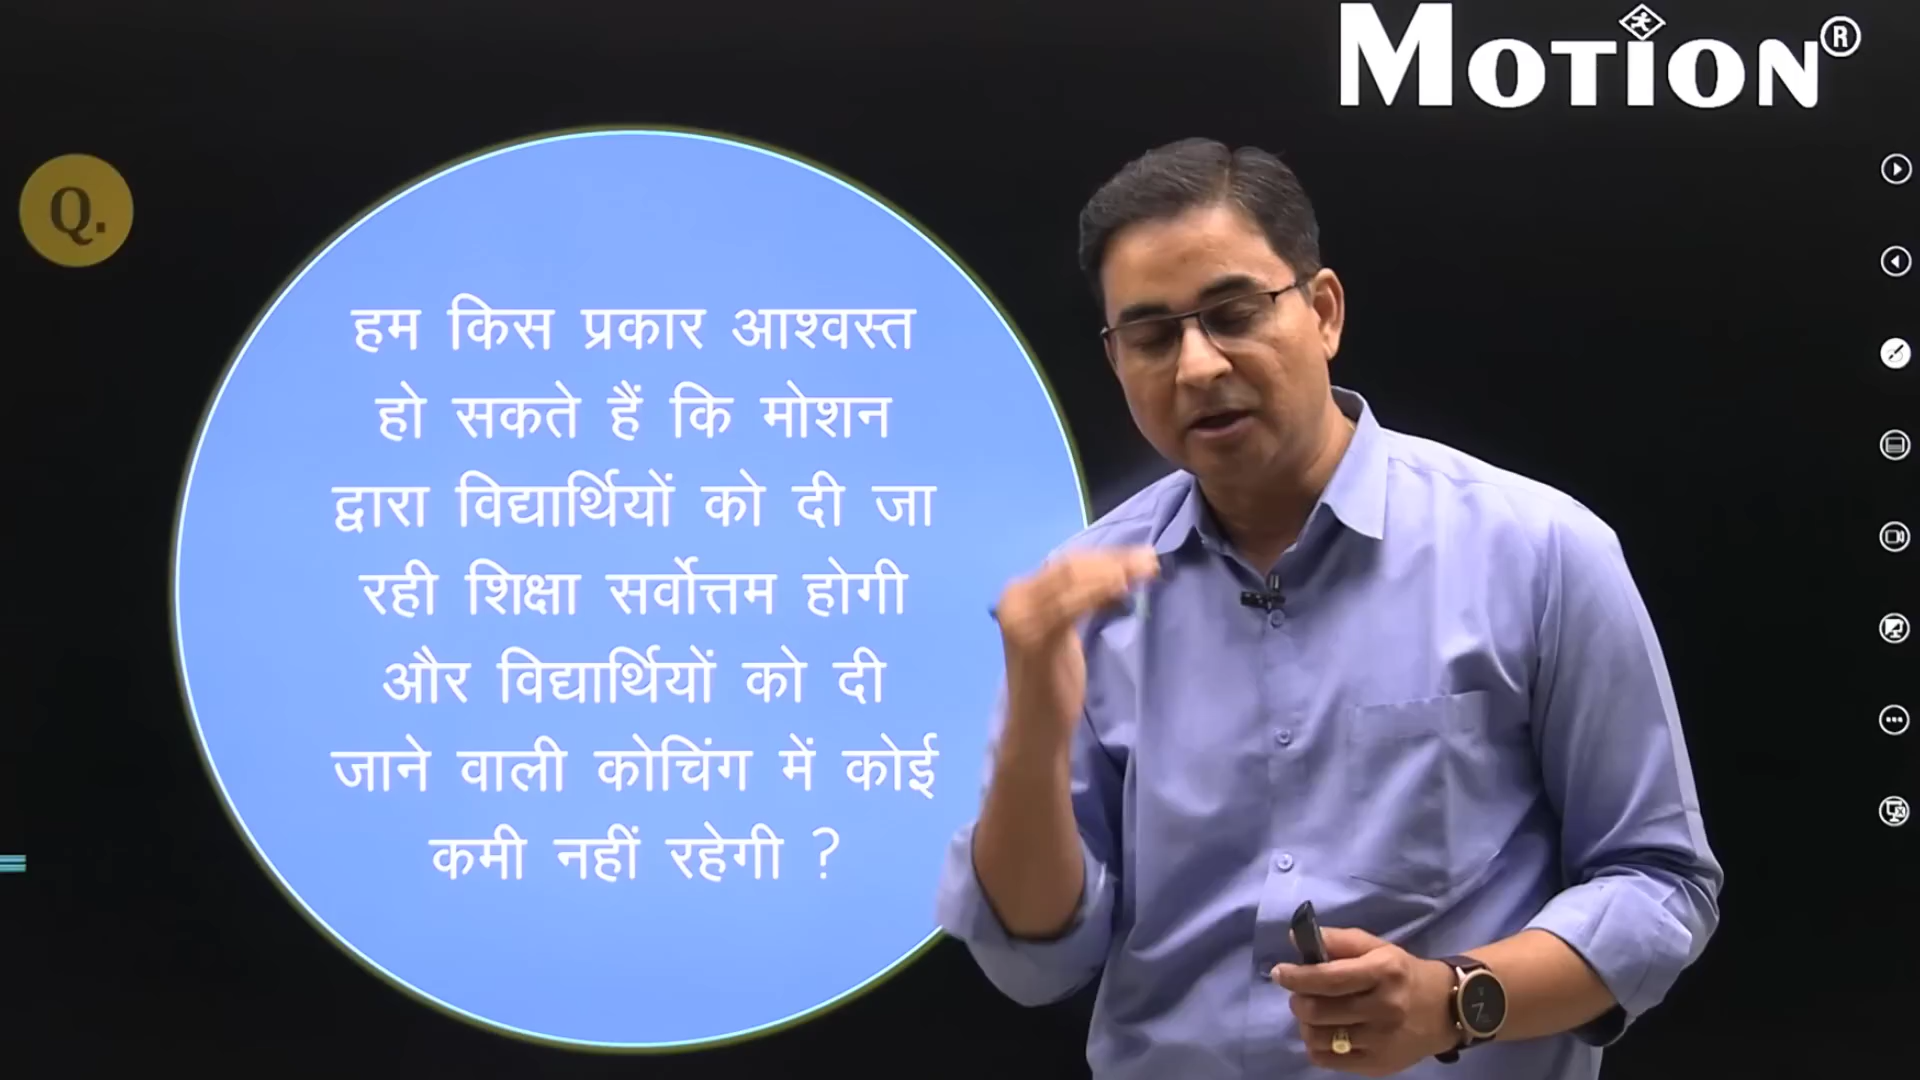 MOTION®
Q.
हम किस प्रकार आश्वस्त
हो सकते हैं कि मोशन
द्वारा विद्यार्थियों को दी जा
रही शिक्षा सर्वोत्तम होगी
और विद्यार्थियों को दी
जाने वाली कोचिंग में कोई
कमी नहीं रहेगी ?